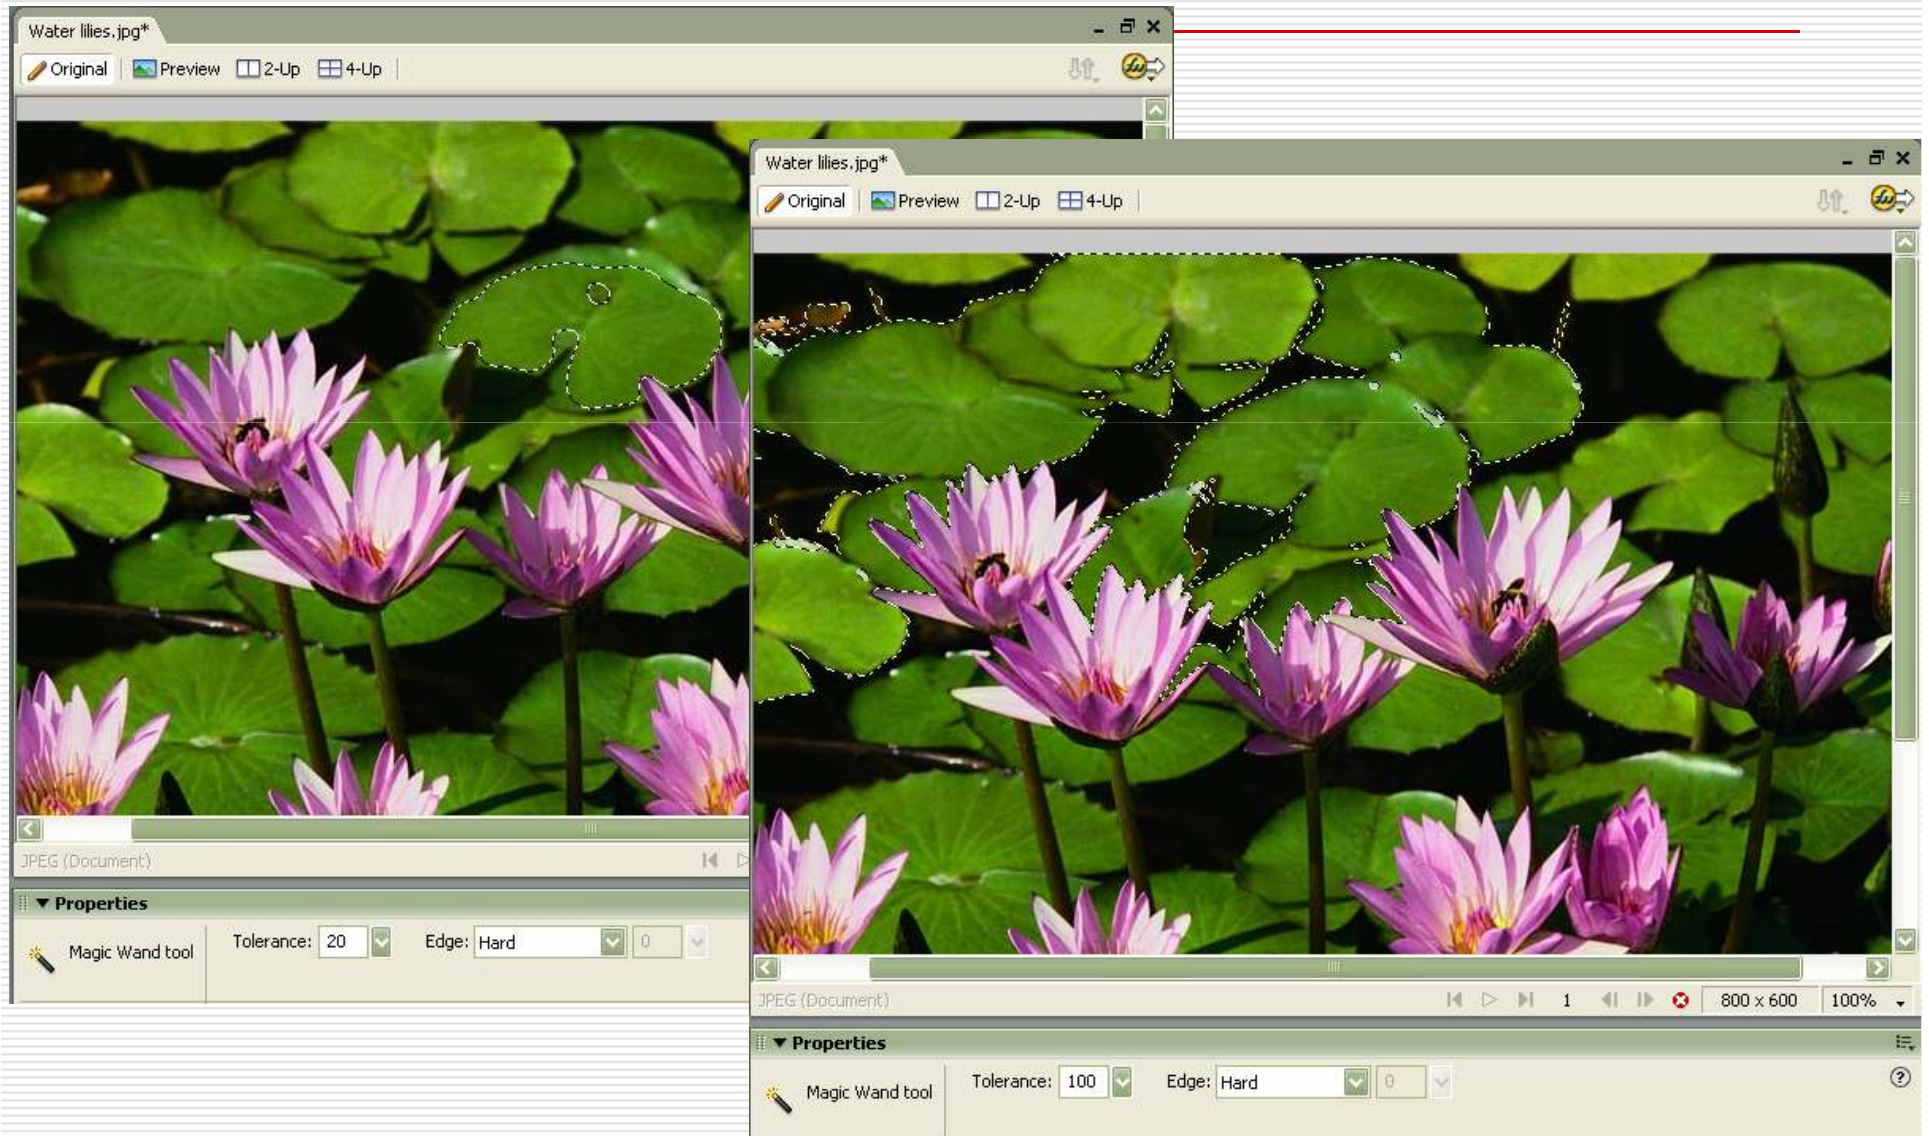 Water lilies.jpg*
Original Preview 2-Up 4-Up
JPEG (Document)
Properties
Magic Wand tool Tolerance: 20 Edge: Hard 0
Water lilies.jpg*
Original Preview 2-Up 4-Up
JPEG (Document) 1 800 x 600 100%
Properties
Magic Wand tool Tolerance: 100 Edge: Hard 0